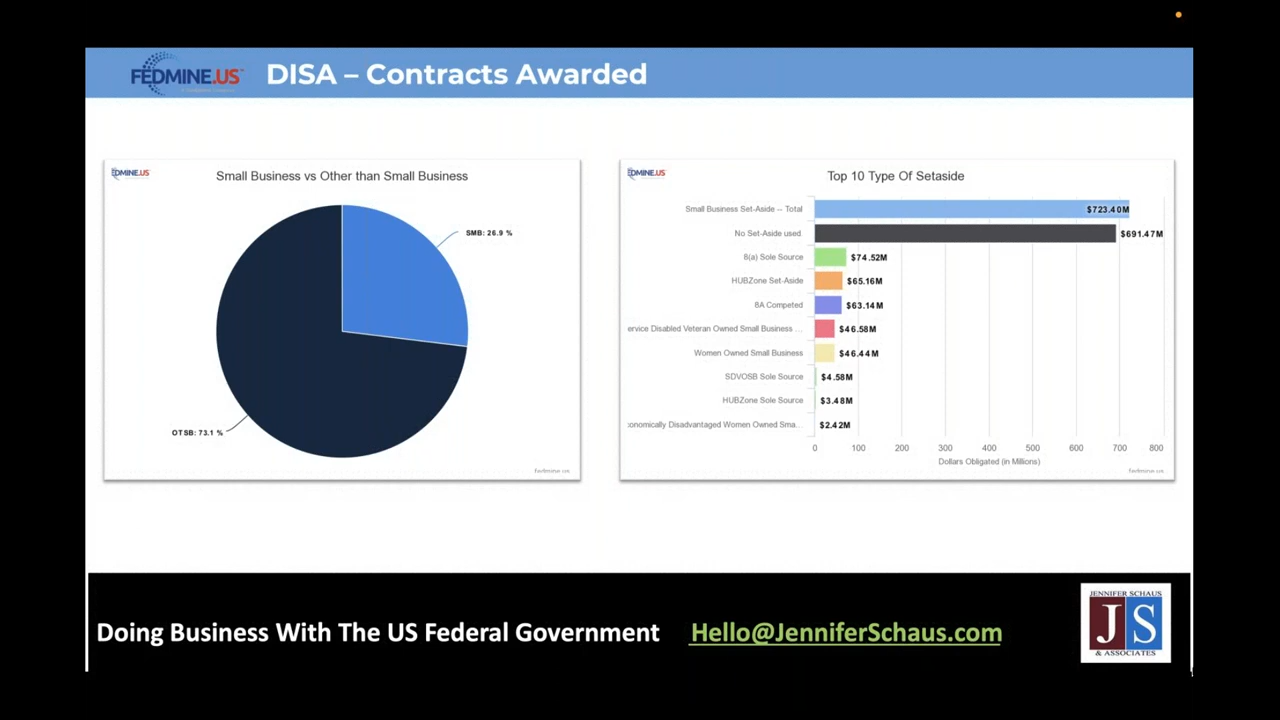 FEDMINE.US
DISA – Contracts Awarded
EDMINE.US
Small Business vs Other than Small Business
SMB: 26.9 %
OTSB: 73.1 %
fedmine.us
EDMINE.US
Top 10 Type Of Setaside
Small Business Set-Aside -- Total
$723.40M
No Set-Aside used
$691.47M
8(a) Sole Source
$74.52M
HUBZone Set-Aside
$65.16M
8A Competed
$63.14M
ervice Disabled Veteran Owned Small Business ...
$46.58M
Women Owned Small Business
$46.44M
SDVOSB Sole Source
$4.58M
HUBZone Sole Source
$3.48M
onomically Disadvantaged Women Owned Sma...
$2.42M
0 100 200 300 400 500 600 700 800
Dollars Obligated (in Millions)
fedmine.us
Doing Business With The US Federal Government
Hello@JenniferSchaus.com
JENNIFER SCHAUS
JS
& ASSOCIATES